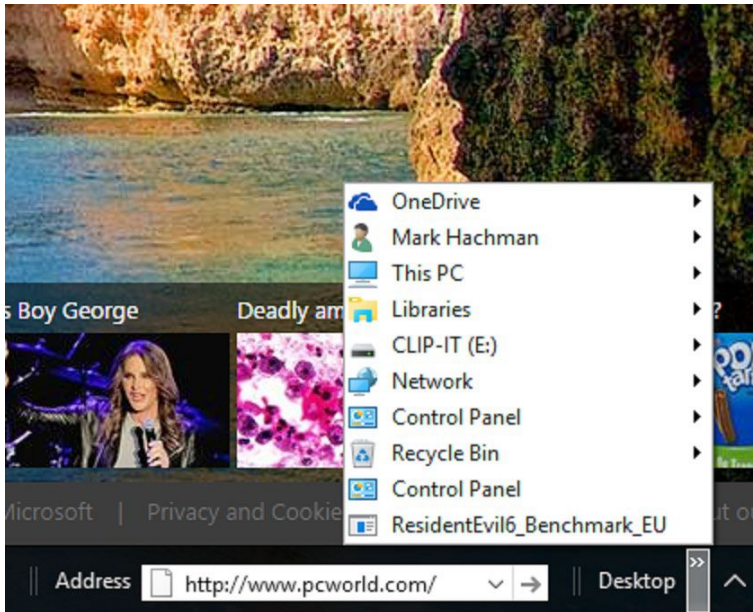 OneDrive
Mark Hachman
This PC
s Boy George
Deadly am
Libraries
?
CLIP-IT (E:)
Network
Control Panel
Recycle Bin
Control Panel
Microsoft | Privacy and Cookie
ResidentEvil6_Benchmark_EU
Address http://www.pcworld.com/ Desktop »